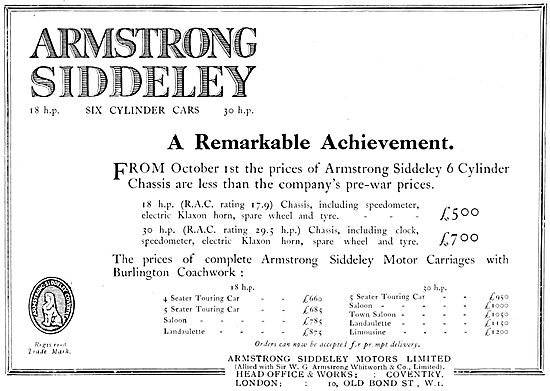 ARMSTRONG
SIDDELEY
18 h.p. SIX CYLINDER CARS 30 h.p.
A Remarkable Achievement.
FROM October 1st the prices of Armstrong Siddeley 6 Cylinder
Chassis are less than the company's pre-war prices.
18 h.p. (R.A.C. rating 17.9) Chassis, including speedometer,
electric Klaxon horn, spare wheel and tyre. - - - £500
30 h.p. (R.A.C. rating 29.5 h.p.) Chassis, including clock,
speedometer, electric Klaxon horn, spare wheel and tyre. £700
The prices of complete Armstrong Siddeley Motor Carriages with
Burlington Coachwork :
18 h.p. 30 h.p.
4 Seater Touring Car - - £660 5 Seater Touring Car - - £950
5 Seater Touring Car - - £685 Saloon - - - - £1000
Saloon - - - - £785 Town Saloon - - - £1050
Landaulette - - - £875 Landaulette - - - £1150
Limousine - - - £1200
Orders can now be accepted for prompt delivery.
Registered
Trade Mark.
ARMSTRONG SIDDELEY MOTORS LIMITED
(Allied with Sir W. G. Armstrong Whitworth & Co., Limited).
HEAD OFFICE & WORKS: : COVENTRY.
LONDON: : 10, OLD BOND ST., W.1.